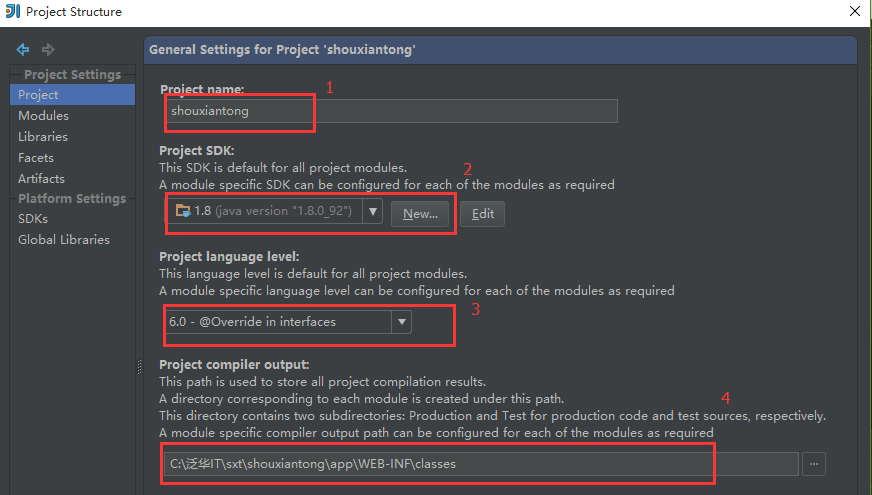 Project Structure
General Settings for Project 'shouxiantong'
Project Settings
Project
Modules
Libraries
Facets
Artifacts
Platform Settings
SDKs
Global Libraries
Project name:
1
shouxiantong
Project SDK:
This SDK is default for all project modules.
2
A module specific SDK can be configured for each of the modules as required
1.8 (java version "1.8.0_92")
New...
Edit
Project language level:
This language level is default for all project modules.
A module specific language level can be configured for each of the modules as required
3
6.0 - @Override in interfaces
Project compiler output:
This path is used to store all project compilation results.
A directory corresponding to each module is created under this path.
4
This directory contains two subdirectories: Production and Test for production code and test sources, respectively.
A module specific compiler output path can be configured for each of the modules as required
C:\泛华IT\sxt\shouxiantong\app\WEB-INF\classes
...